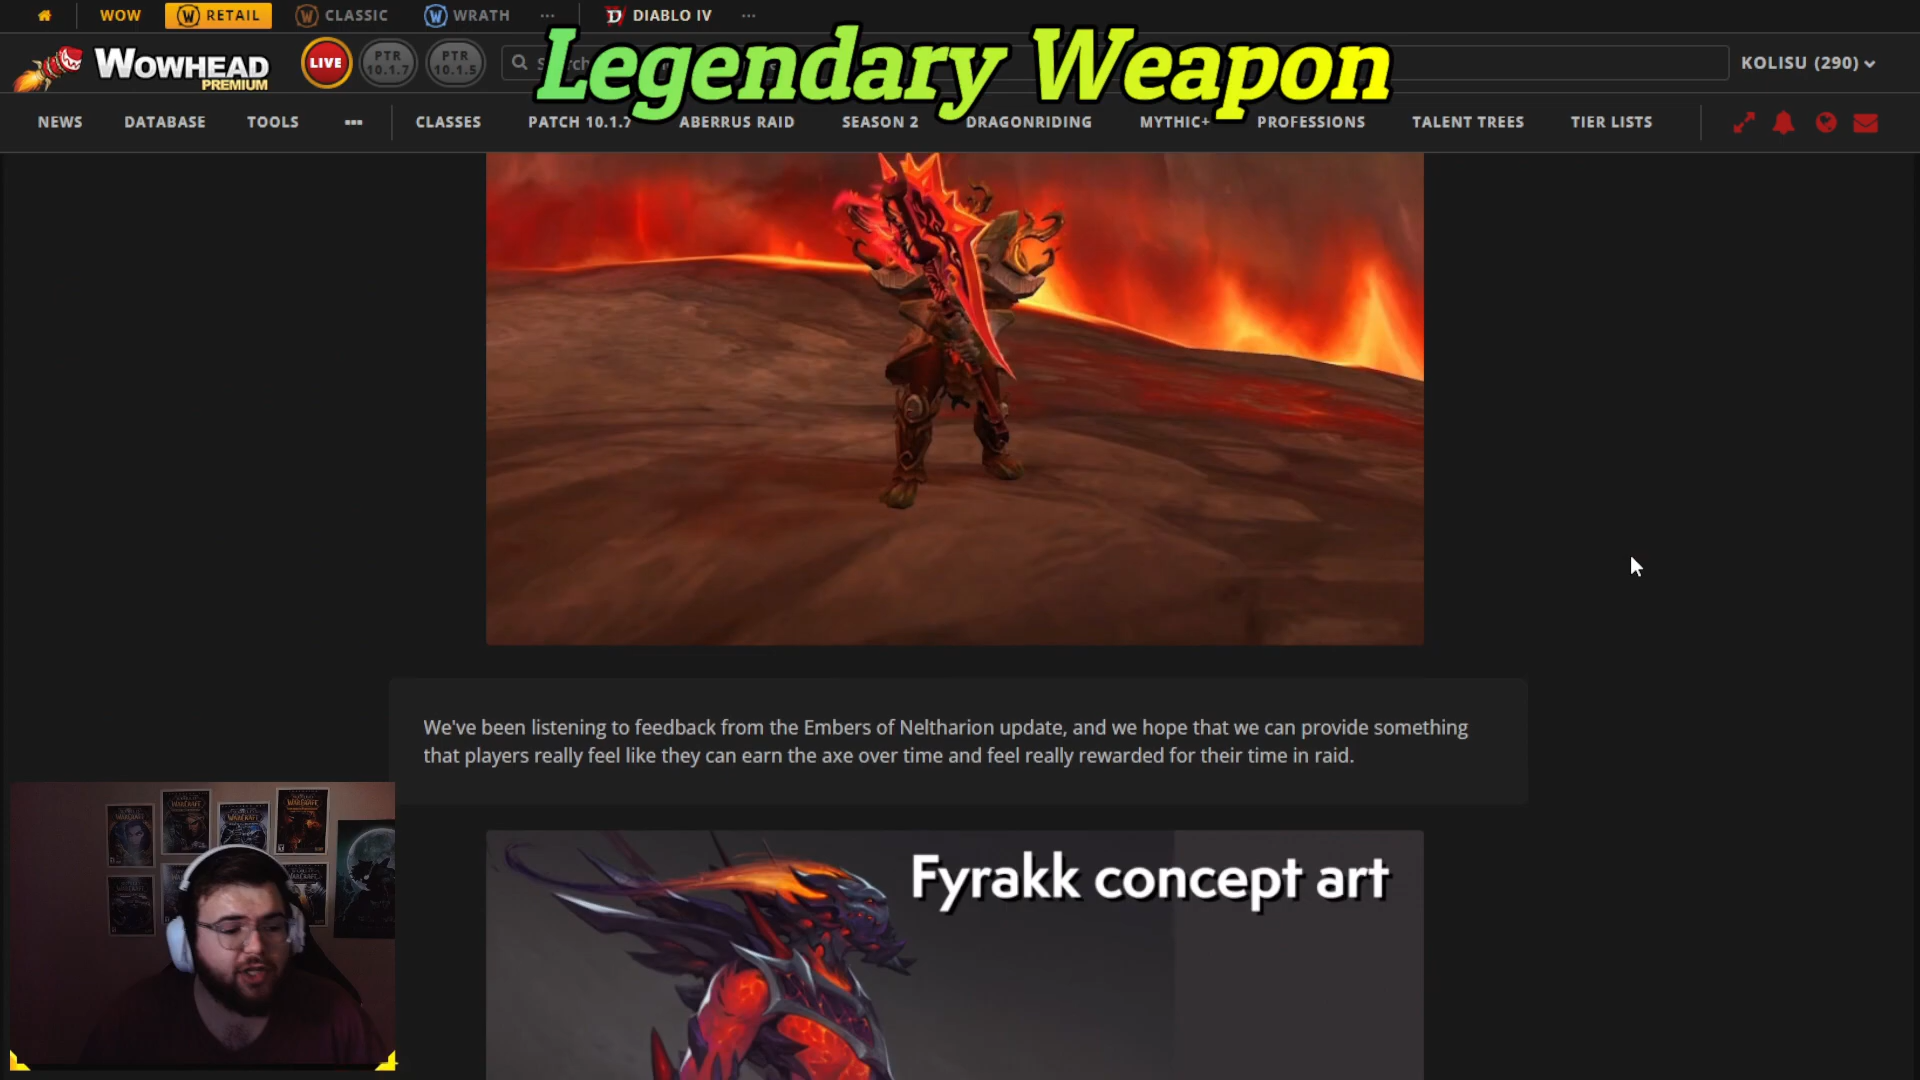 WOW
RETAIL
CLASSIC
WRATH
DIABLO IV
WOWHEAD
PREMIUM
LIVE
PTR
10.1.7
PTR
10.1.5
Legendary Weapon
KOLISU (290)
NEWS
DATABASE
TOOLS
CLASSES
PATCH 10.1.7
ABERRUS RAID
SEASON 2
DRAGONRIDING
MYTHIC+
PROFESSIONS
TALENT TREES
TIER LISTS
We've been listening to feedback from the Embers of Neltharion update, and we hope that we can provide something
that players really feel like they can earn the axe over time and feel really rewarded for their time in raid.
Fyrakk concept art
WARCRAFT
WARCRAFT
WARCRAFT
WARCRAFT